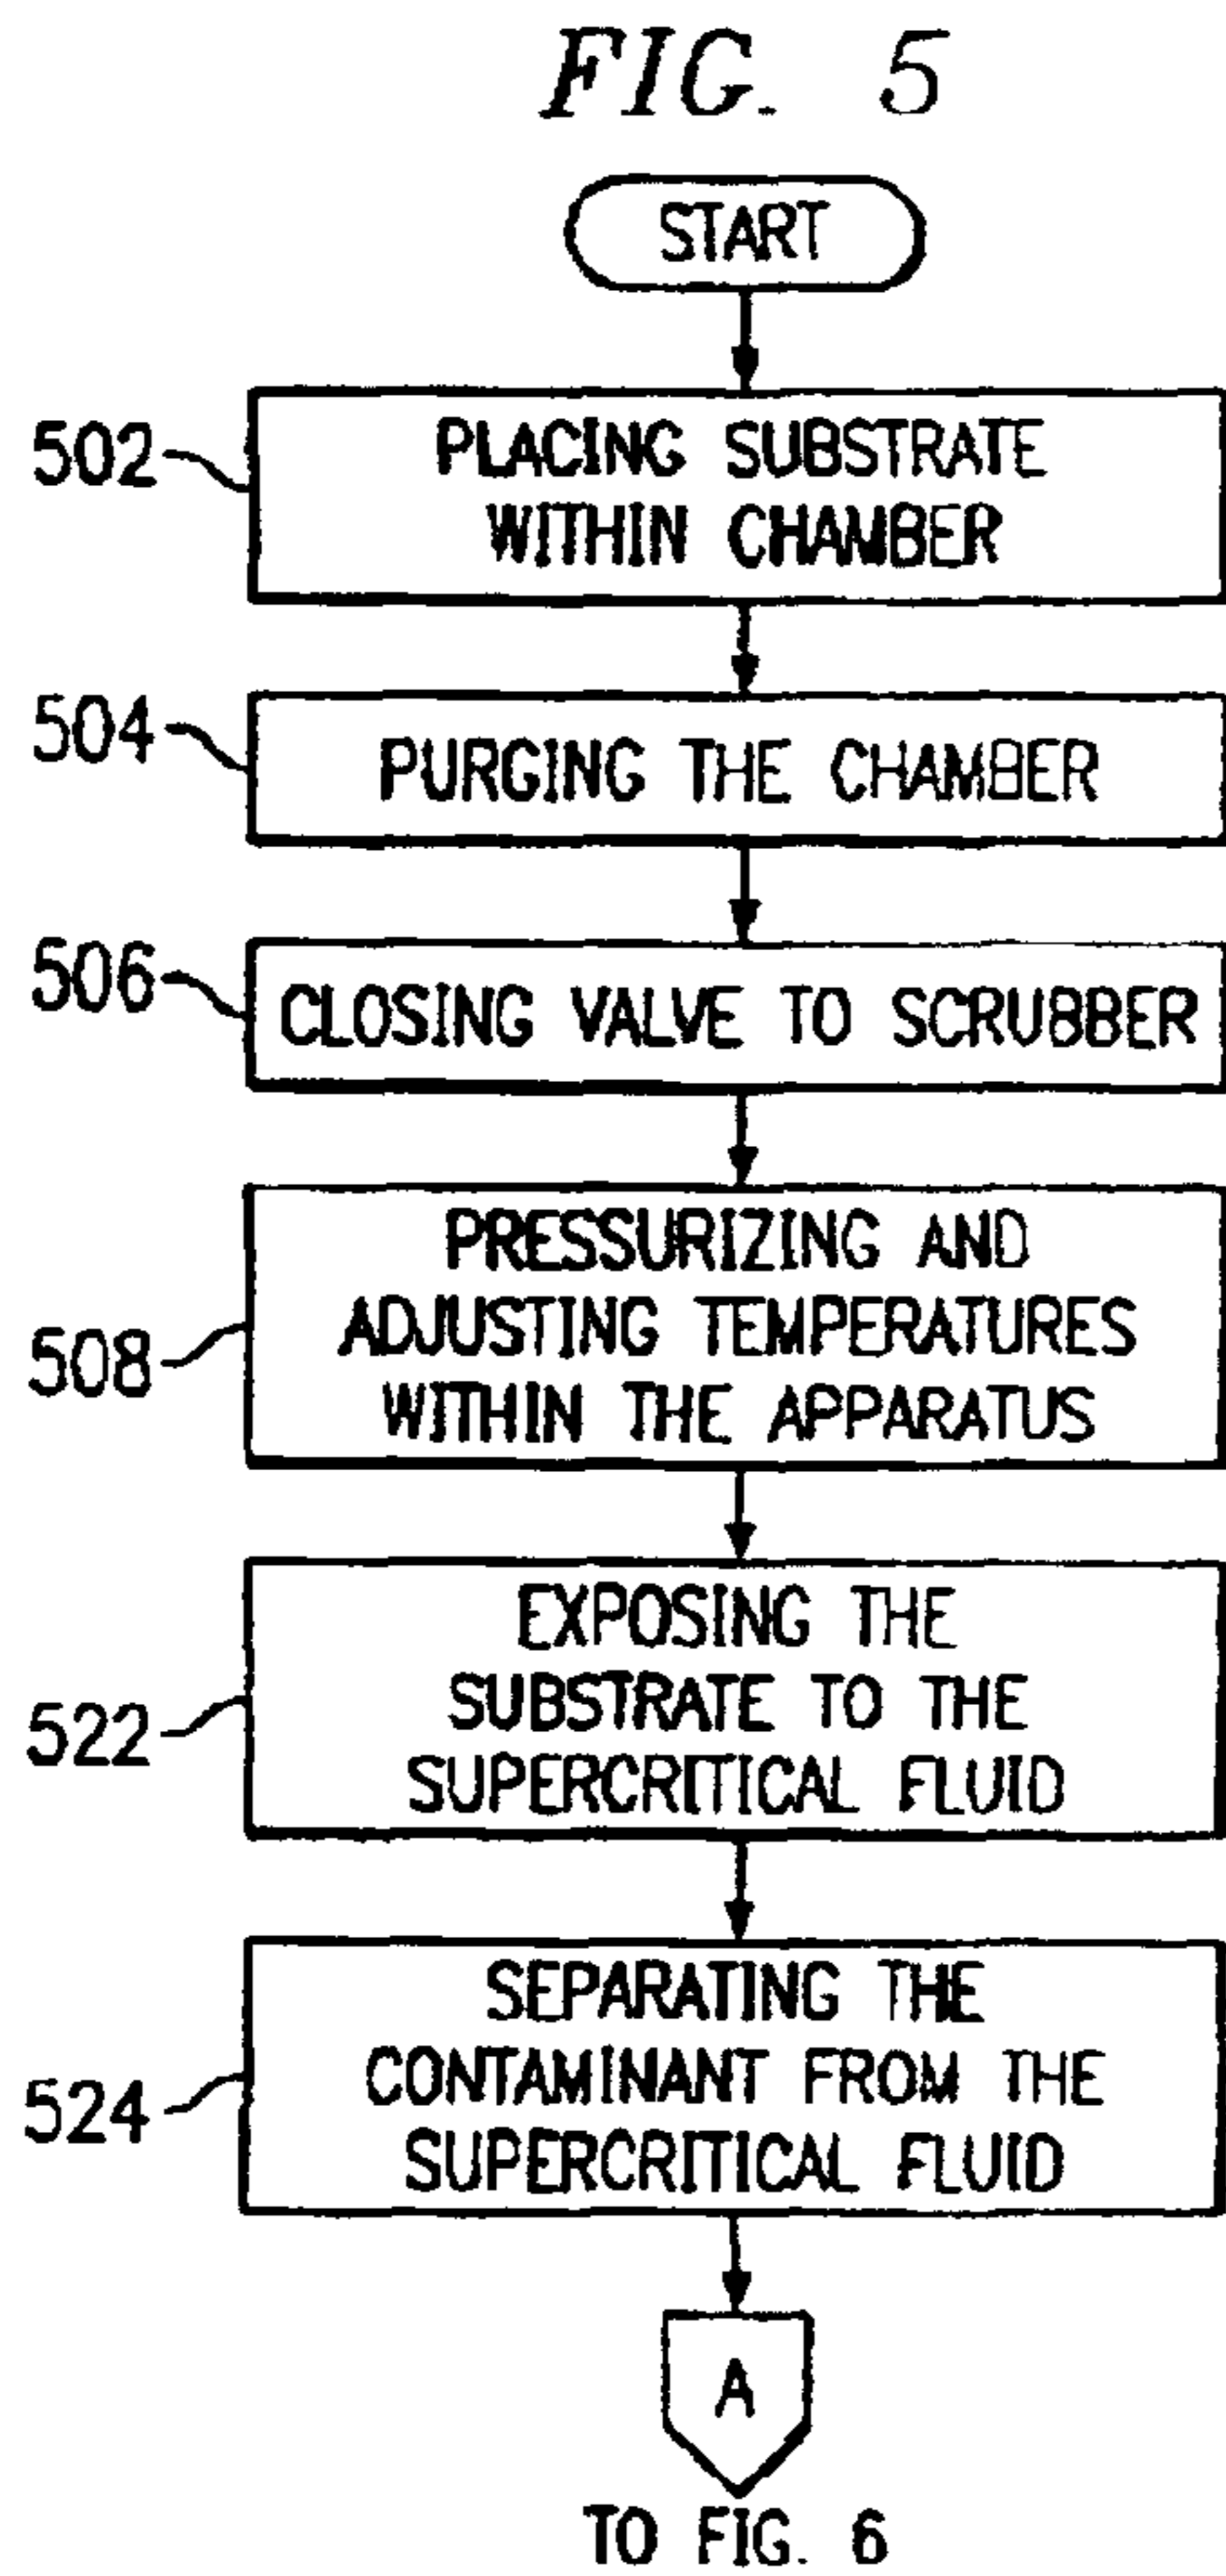 FIG. 5
START
502
PLACING SUBSTRATE
WITHIN CHAMBER
504
PURGING THE CHAMBER
506
CLOSING VALVE TO SCRUBBER
508
PRESSURIZING AND
ADJUSTING TEMPERATURES
WITHIN THE APPARATUS
522
EXPOSING THE
SUBSTRATE TO THE
SUPERCRITICAL FLUID
524
SEPARATING THE
CONTAMINANT FROM THE
SUPERCRITICAL FLUID
A
TO FIG. 6